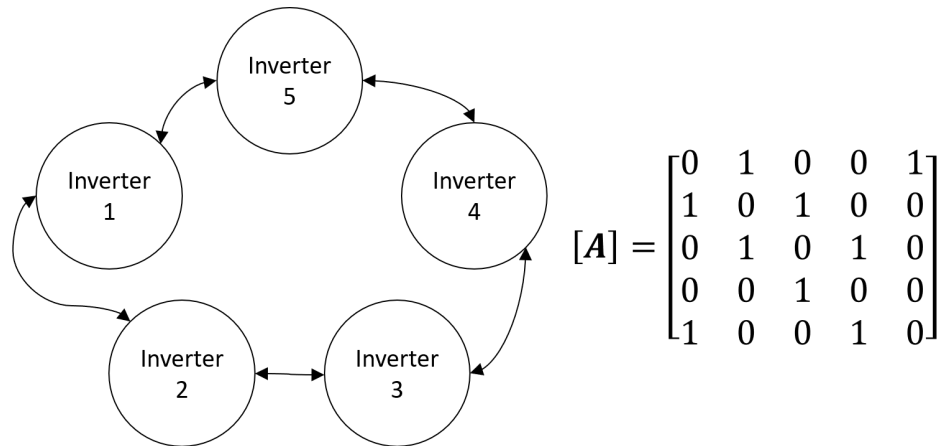 Inverter
5
Inverter
1
Inverter
4
Inverter
2
Inverter
3
[A] =
0 1 0 0 1
1 0 1 0 0
0 1 0 1 0
0 0 1 0 0
1 0 0 1 0